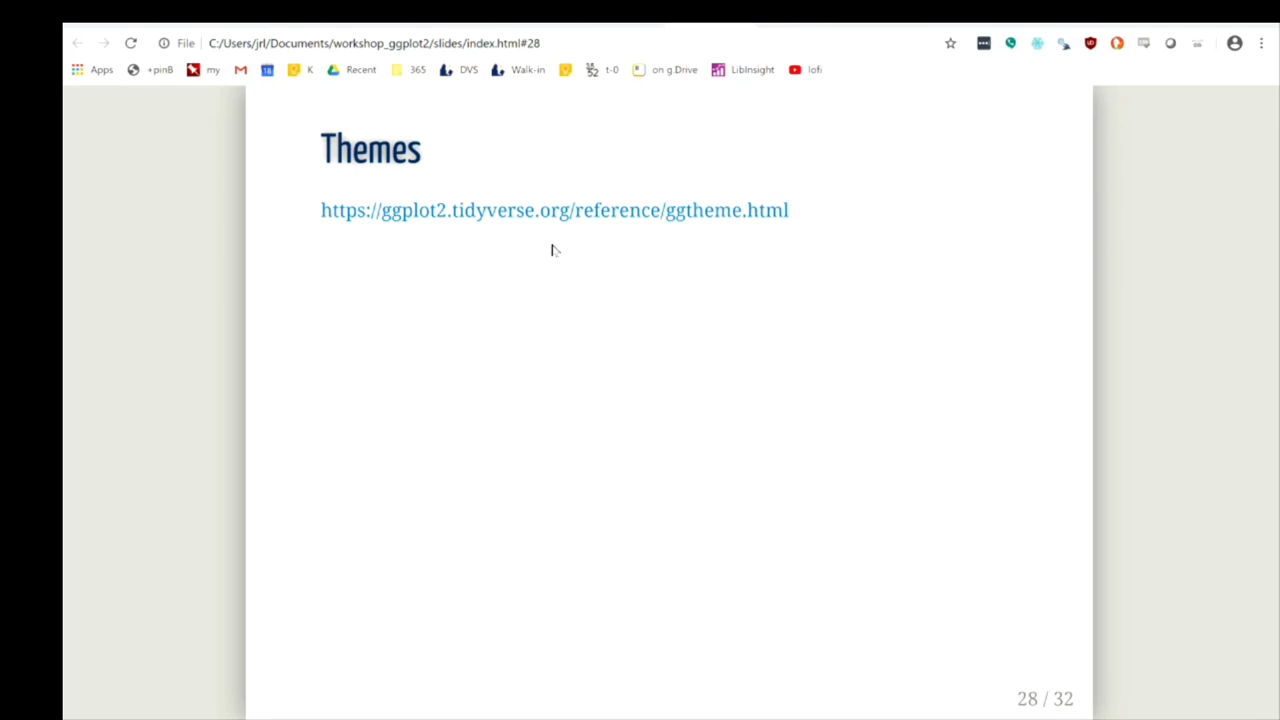 File C:/Users/jrl/Documents/workshop_ggplot2/slides/index.html#28
Apps +pinB my K Recent 365 DVS Walk-in t-0 on g.Drive LibInsight lofi
Themes
https://ggplot2.tidyverse.org/reference/ggtheme.html
28 / 32